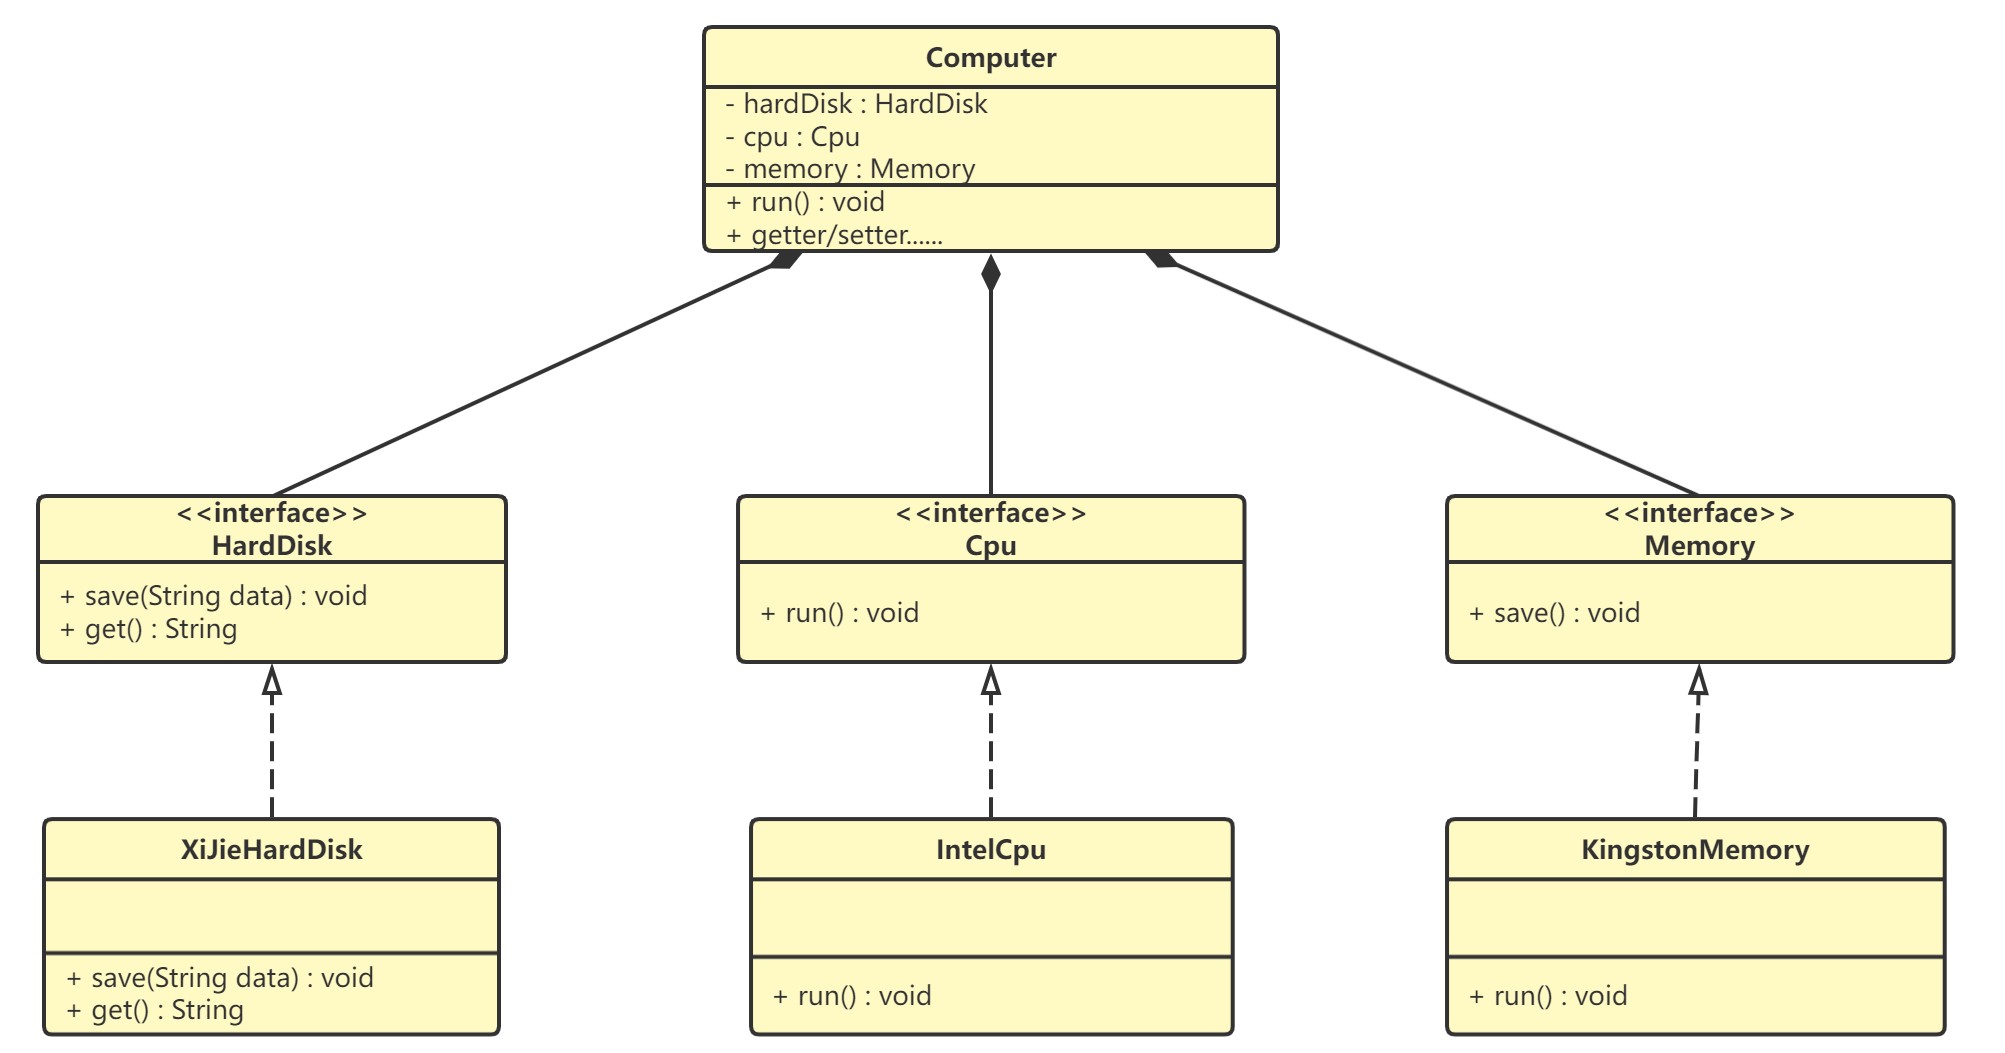 Computer
- hardDisk : HardDisk
- cpu : Cpu
- memory : Memory
+ run() : void
+ getter/setter......
<<interface>>
HardDisk
+ save(String data) : void
+ get() : String
<<interface>>
Cpu
+ run() : void
<<interface>>
Memory
+ save() : void
XiJieHardDisk
+ save(String data) : void
+ get() : String
IntelCpu
+ run() : void
KingstonMemory
+ run() : void